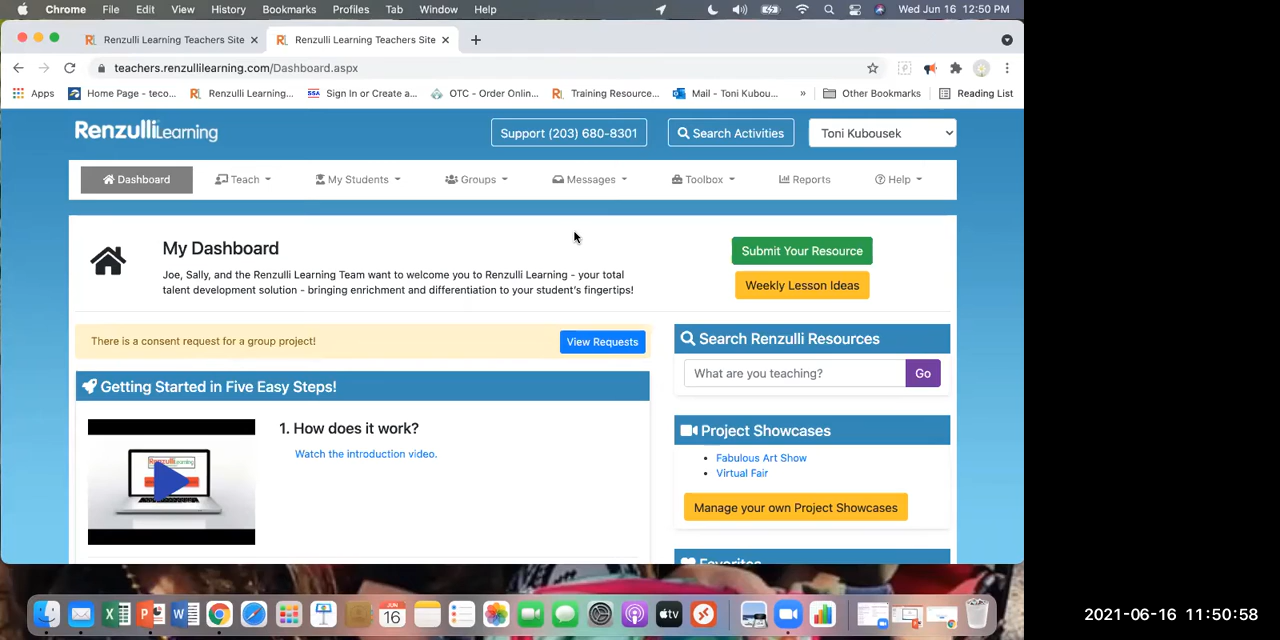 Chrome File Edit View History Bookmarks Profiles Tab Window Help Wed Jun 16 12:50 PM
Renzulli Learning Teachers Site Renzulli Learning Teachers Site
teachers.renzullilearning.com/Dashboard.aspx
Apps Home Page - teco... Renzulli Learning... SSA Sign In or Create a... OTC - Order Onlin... Training Resource... Mail - Toni Kubou... » Other Bookmarks Reading List
RenzulliLearning Support (203) 680-8301 Search Activities Toni Kubousek
Dashboard Teach My Students Groups Messages Toolbox Reports Help
My Dashboard
Joe, Sally, and the Renzulli Learning Team want to welcome you to Renzulli Learning - your total
talent development solution - bringing enrichment and differentiation to your student's fingertips!
Submit Your Resource
Weekly Lesson Ideas
There is a consent request for a group project! View Requests
Getting Started in Five Easy Steps!
1. How does it work?
Watch the introduction video.
Search Renzulli Resources
What are you teaching? Go
Project Showcases
Fabulous Art Show
Virtual Fair
Manage your own Project Showcases
Favorites
JUN
16
tv
2021-06-16 11:50:58